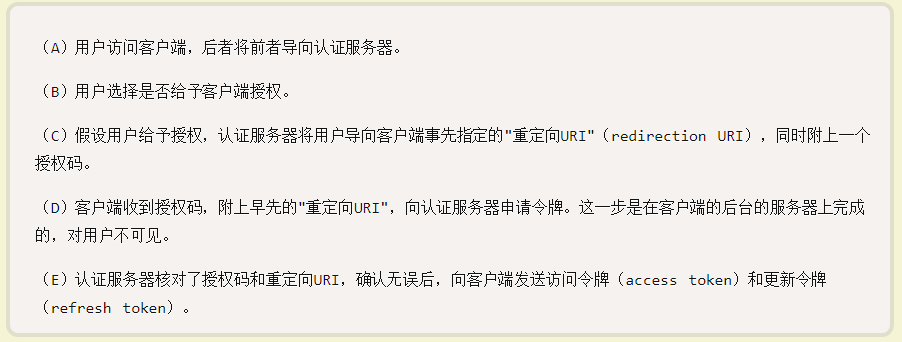 （A）用户访问客户端，后者将前者导向认证服务器。
（B）用户选择是否给予客户端授权。
（C）假设用户给予授权，认证服务器将用户导向客户端事先指定的"重定向URI"（redirection URI），同时附上一个
授权码。
（D）客户端收到授权码，附上早先的"重定向URI"，向认证服务器申请令牌。这一步是在客户端的后台的服务器上完成
的，对用户不可见。
（E）认证服务器核对了授权码和重定向URI，确认无误后，向客户端发送访问令牌（access token）和更新令牌
（refresh token）。